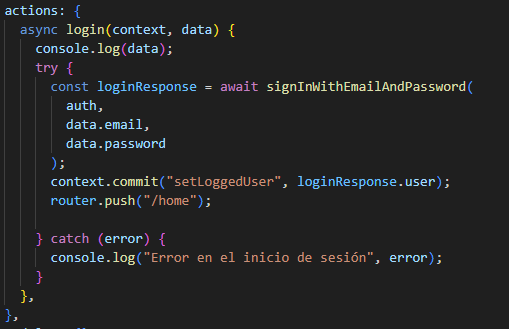 actions: {
async login(context, data) {
console.log(data);
try {
const loginResponse = await signInWithEmailAndPassword(
auth,
data.email,
data.password
);
context.commit("setLoggedUser", loginResponse.user);
router.push("/home");
} catch (error) {
console.log("Error en el inicio de sesión", error);
}
},
},